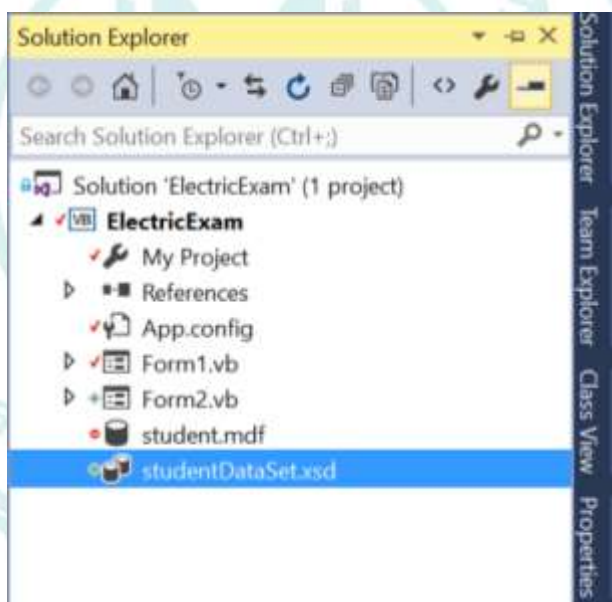 Solution Explorer
Search Solution Explorer (Ctrl+;)
Solution 'ElectricExam' (1 project)
VB ElectricExam
My Project
References
App.config
Form1.vb
Form2.vb
student.mdf
studentDataSet.xsd
Solution Explorer
Team Explorer
Class View
Properties